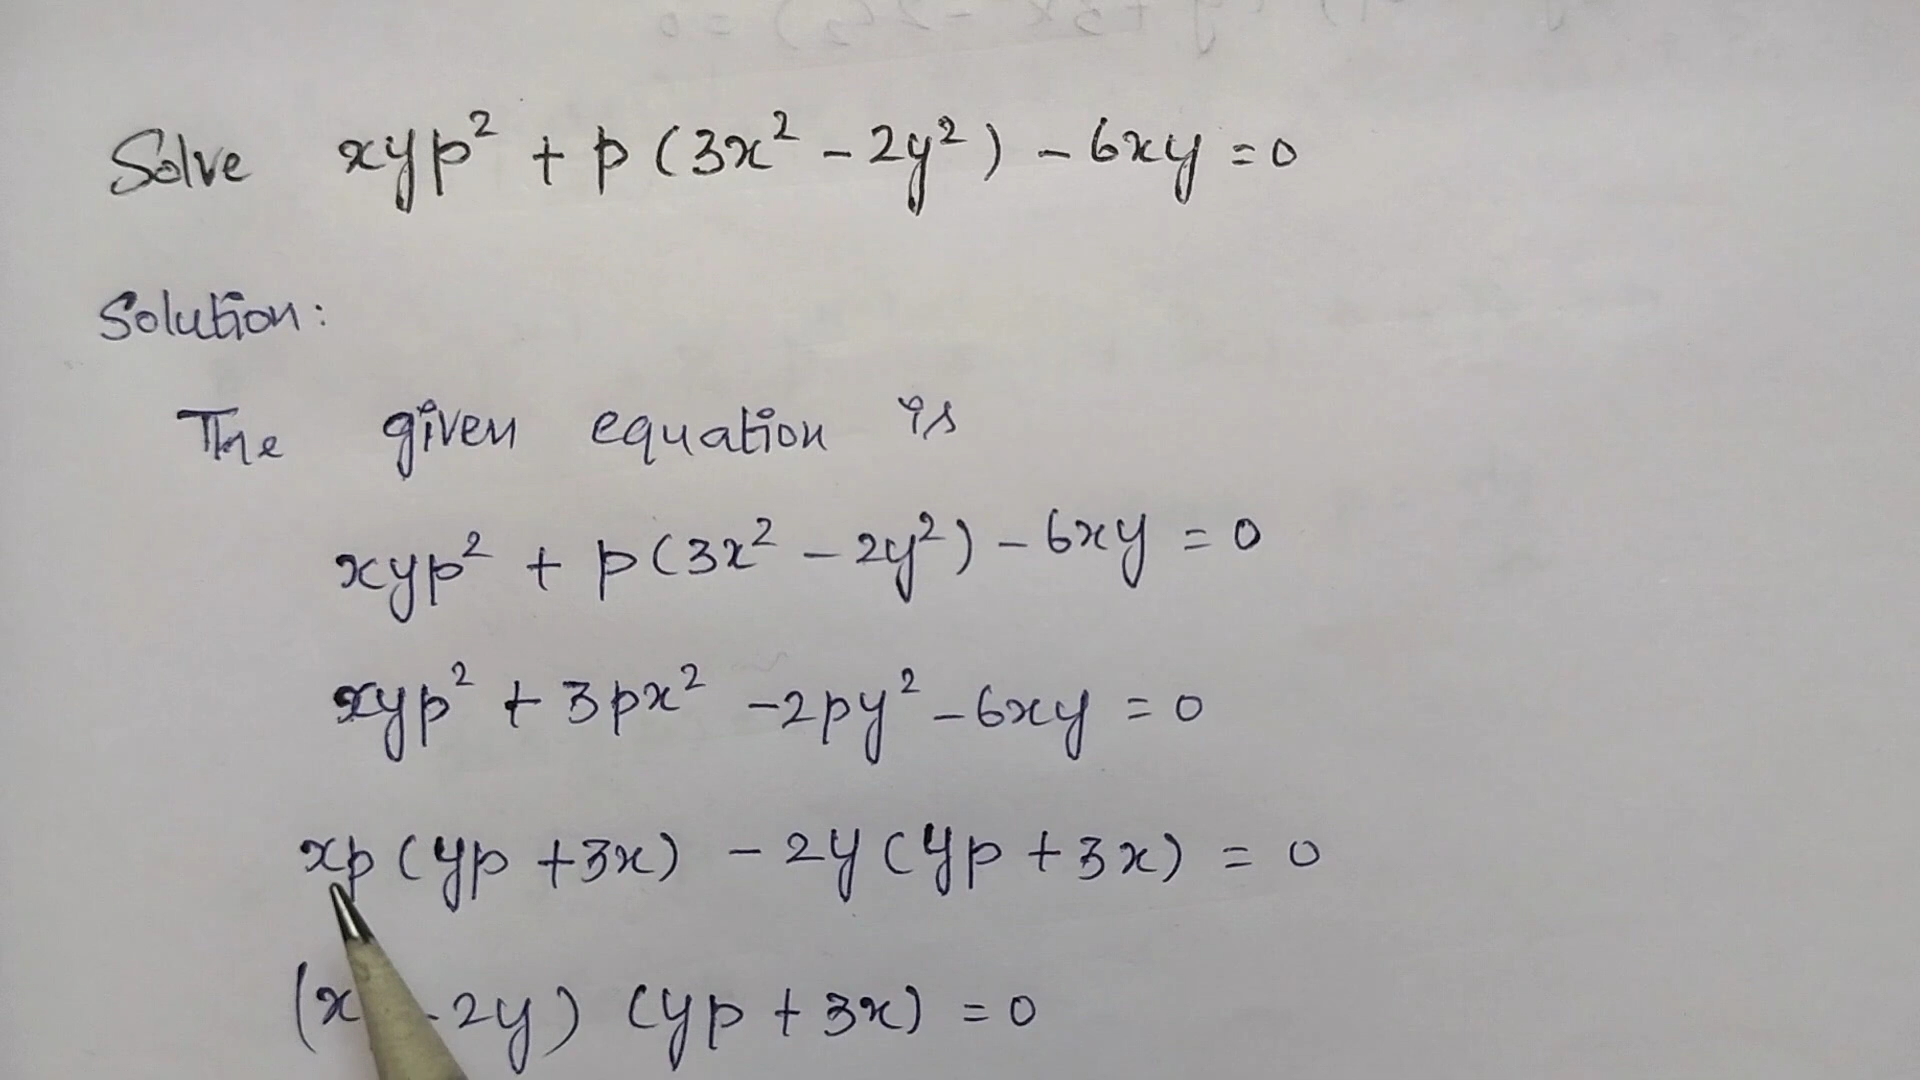 Solve xyp² + p(3x² - 2y²) - 6xy = 0
Solution:
The given equation is
xyp² + p(3x² - 2y²) - 6xy = 0
xyp² + 3px² - 2py² - 6xy = 0
xp(yp + 3x) - 2y(yp + 3x) = 0
(x - 2y) (yp + 3x) = 0